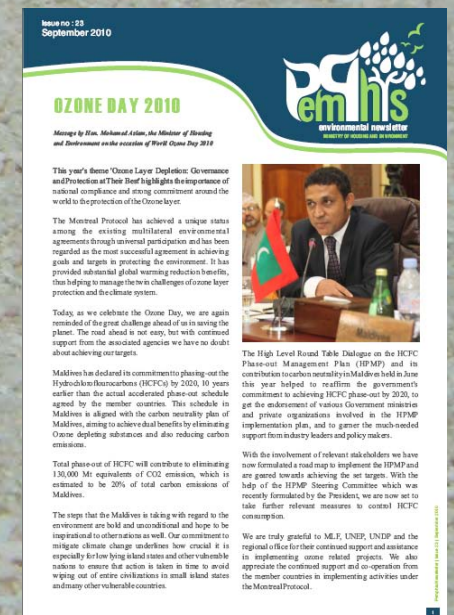 Issue no : 23
September 2010
environmental newsletter
MINISTRY OF HOUSING AND ENVIRONMENT
OZONE DAY 2010
Message by Hon. Mohamed Aslam, the Minister of Housing
and Environment on the occasion of World Ozone Day 2010
This year's theme 'Ozone Layer Depletion: Governance
and Protection at Their Best' highlights the importance of
national compliance and strong commitment around the
world to the protection of the Ozone layer.
The Montreal Protocol has achieved a unique status
among the existing multilateral environmental
agreements through universal participation and has been
regarded as the most successful agreement in achieving
goals and targets in protecting the environment. It has
provided substantial global warming reduction benefits,
thus helping to manage the twin challenges of ozone layer
protection and the climate system.
Today, as we celebrate the Ozone Day, we are again
reminded of the great challenge ahead of us in saving the
planet. The road ahead is not easy, but with continued
support from the associated agencies we have no doubt
about achieving our targets.
Maldives has declared its commitment to phasing-out the
Hydrochloroflourocarbons (HCFCs) by 2020, 10 years
earlier than the actual accelerated phase-out schedule
agreed by the member countries. This schedule in
Maldives is aligned with the carbon neutrality plan of
Maldives, aiming to achieve dual benefits by eliminating
Ozone depleting substances and also reducing carbon
emissions.
Total phase-out of HCFC will contribute to eliminating
130,000 Mt equivalents of CO2 emission, which is
estimated to be 20% of total carbon emissions of
Maldives.
The steps that the Maldives is taking with regard to the
environment are bold and unconditional and hope to be
inspirational to other nations as well. Our commitment to
mitigate climate change underlines how crucial it is
especially for low lying island states and other vulnerable
nations to ensure that action is taken in time to avoid
wiping out of entire civilizations in small island states
and many other vulnerable countries.
The High Level Round Table Dialogue on the HCFC
Phase-out Management Plan (HPMP) and its
contribution to carbon neutrality in Maldives held in June
this year helped to reaffirm the government's
commitment to achieving HCFC phase-out by 2020, to
get the endorsement of various Government ministries
and private organizations involved in the HPMP
implementation plan, and to garner the much-needed
support from industry leaders and policy makers.
With the involvement of relevant stakeholders we have
now formulated a road map to implement the HPMP and
are geared towards achieving the set targets. With the
help of the HPMP Steering Committee which was
recently formulated by the President, we are now set to
take further relevant measures to control HCFC
consumption.
We are truly grateful to MLF, UNEP, UNDP and the
regional office for their continued support and assistance
in implementing ozone related projects. We also
appreciate the continued support and co-operation from
the member countries in implementing activities under
the Montreal Protocol.
1